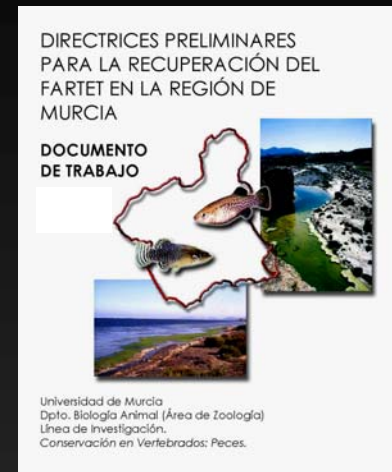 DIRECTRICES PRELIMINARES
PARA LA RECUPERACIÓN DEL
FARTET EN LA REGIÓN DE
MURCIA
DOCUMENTO
DE TRABAJO
Universidad de Murcia
Dpto. Biología Animal (Área de Zoología)
Línea de Investigación.
Conservación en Vertebrados: Peces.